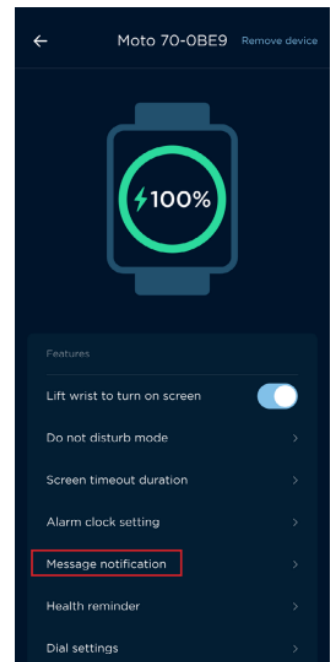 Moto 70-0BE9 Remove device
100%
Features
Lift wrist to turn on screen
Do not disturb mode
Screen timeout duration
Alarm clock setting
Message notification
Health reminder
Dial settings